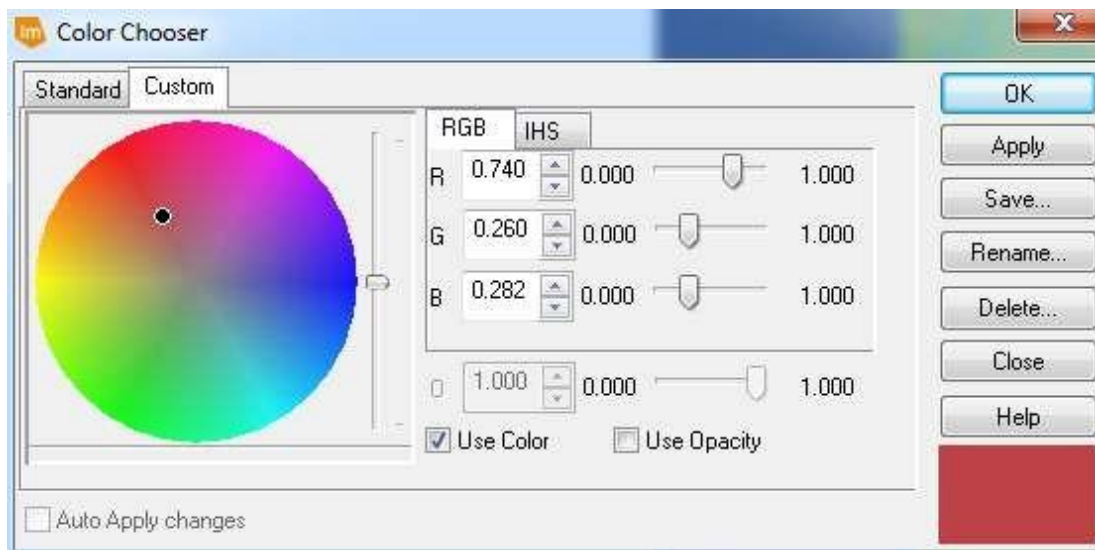 Im Color Chooser
x
Standard Custom
RGB IHS
R 0.740 0.000 1.000
G 0.260 0.000 1.000
B 0.282 0.000 1.000
O 1.000 0.000 1.000
Use Color Use Opacity
Auto Apply changes
OK
Apply
Save...
Rename...
Delete...
Close
Help